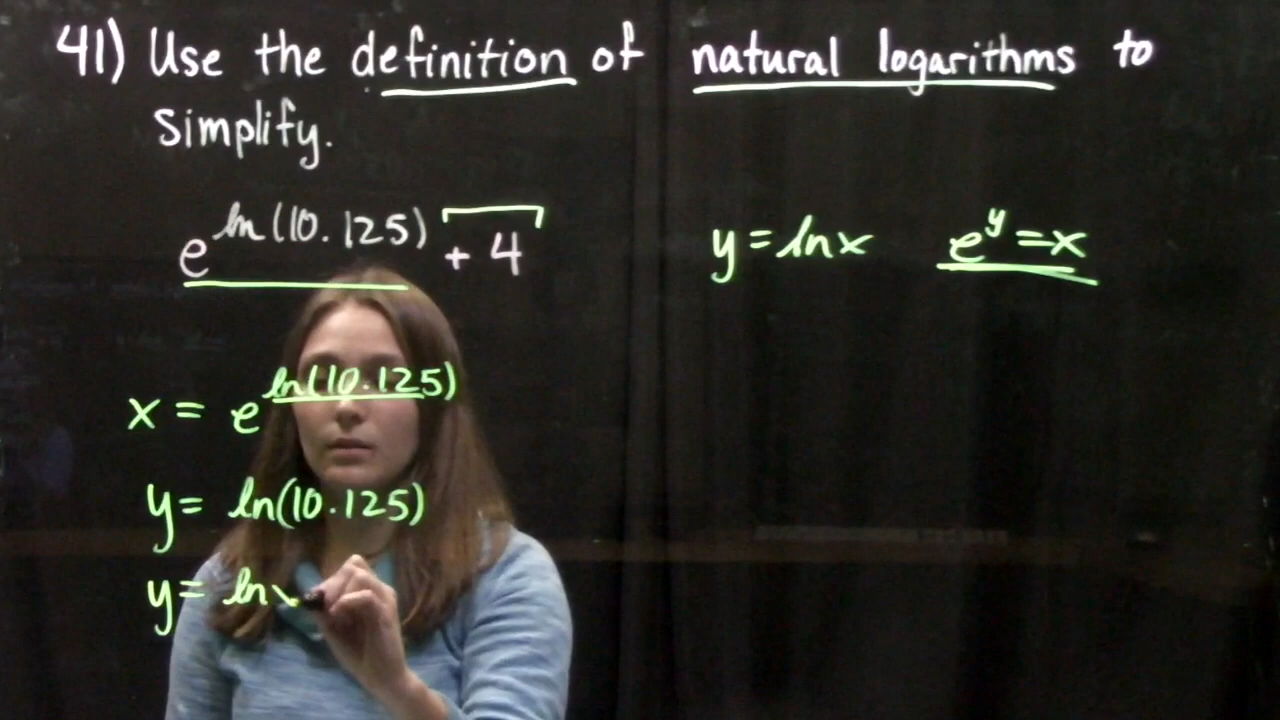 41) Use the definition of natural logarithms to
simplify.
e^ln(10.125) + 4
y = ln x e^y = x
x = e^ln(10.125)
y = ln(10.125)
y = ln x